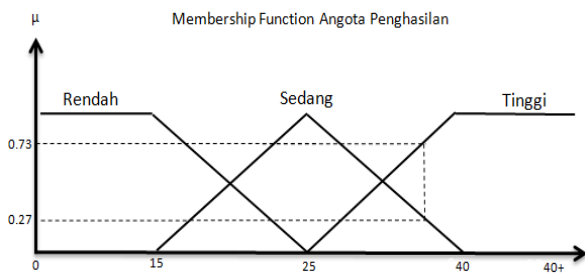 μ
Membership Function Angota Penghasilan
Rendah
Sedang
Tinggi
0.73
0.27
0
15
25
40
40+